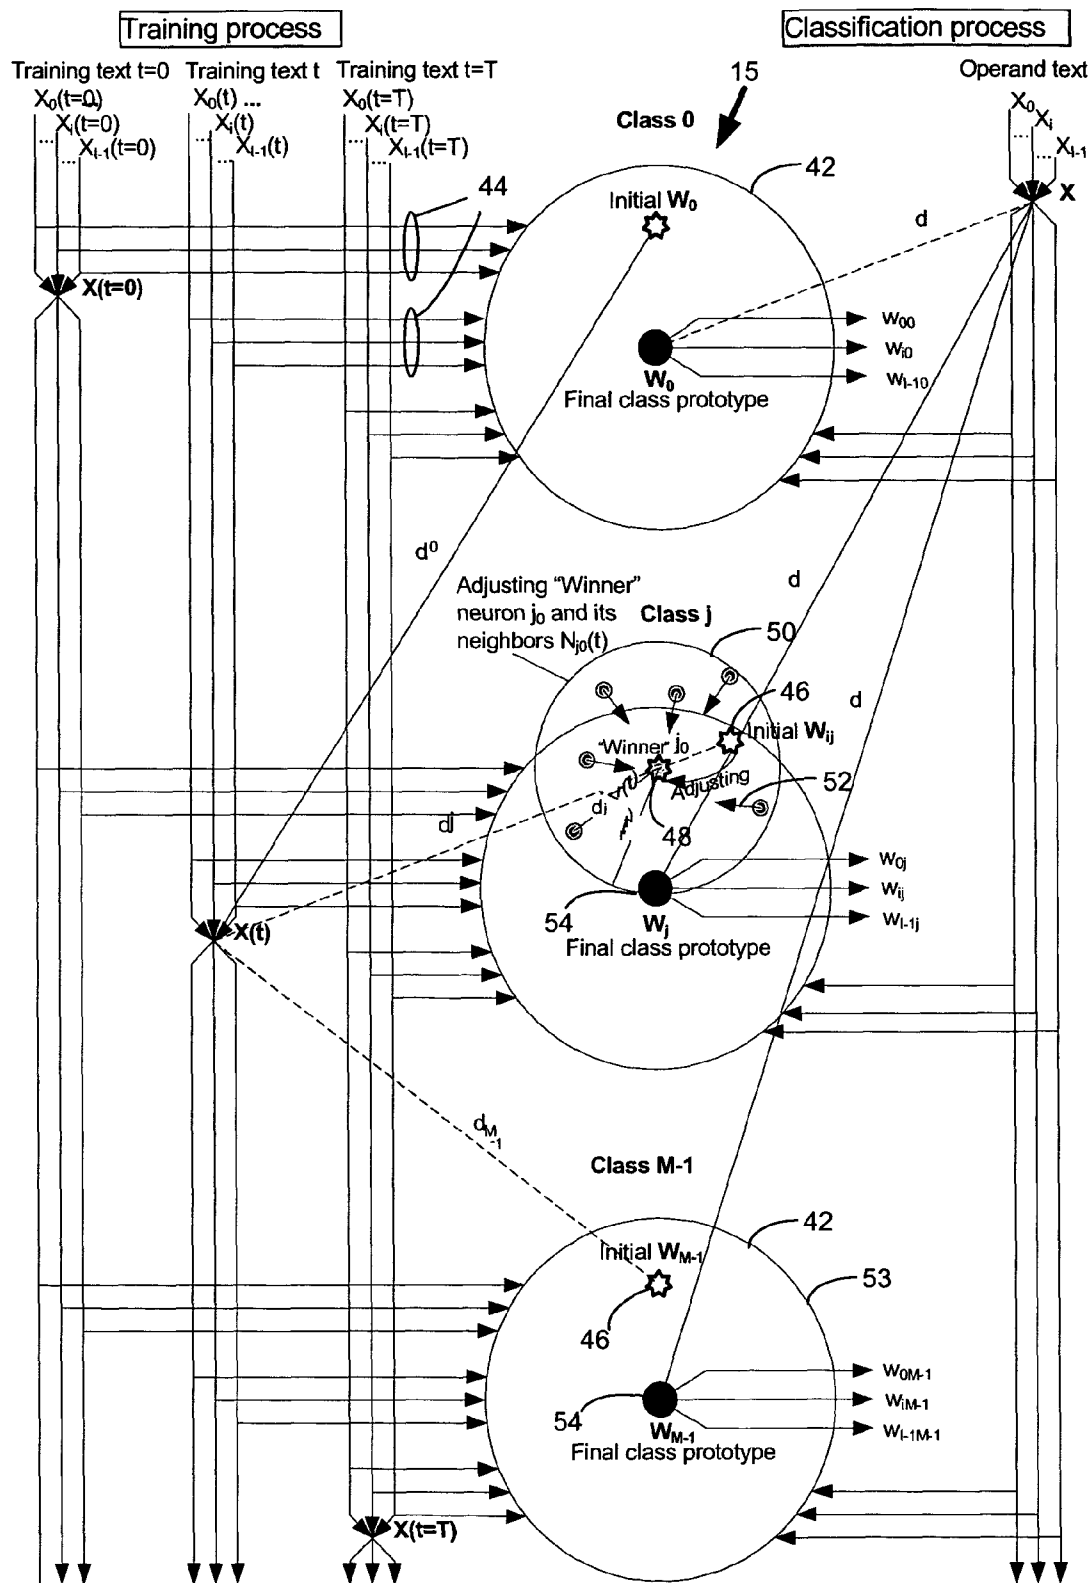 Training process
Classification process
Training text t=0
Training text t
Training text t=T
Operand text
X0(t=0)
Xi(t=0)
... ... XI-1(t=0)
X0(t) ...
Xi(t)
... ... XI-1(t)
X0(t=T)
Xi(t=T)
... ... XI-1(t=T)
X0
Xi
... ... XI-1
X
15
Class 0
42
44
Initial W0
d
X(t=0)
W00
Wi0
WI-10
W0
Final class prototype
d0
d
d
Adjusting "Winner"
neuron j0 and its
neighbors Nj0(t)
Class j
50
46
Initial Wij
"Winner" j0
Adjusting
52
dj
di
48
54
W0j
Wij
WI-1j
Wj
Final class prototype
X(t)
dM-1
Class M-1
42
Initial WM-1
53
46
54
W0M-1
WiM-1
WI-1M-1
WM-1
Final class prototype
X(t=T)